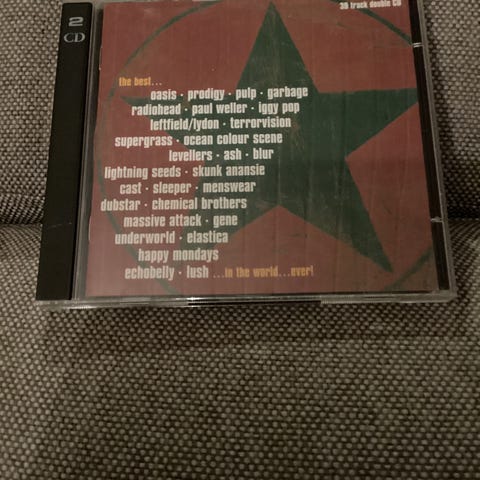 2
CD
39 track double CD
the best...
oasis · prodigy · pulp · garbage
radiohead · paul weller · iggy pop
leftfield/lydon · terrorvision
supergrass · ocean colour scene
levellers · ash · blur
lightning seeds · skunk anansie
cast · sleeper · menswear
dubstar · chemical brothers
massive attack · gene
underworld · elastica
happy mondays
echobelly · lush ...in the world...ever!